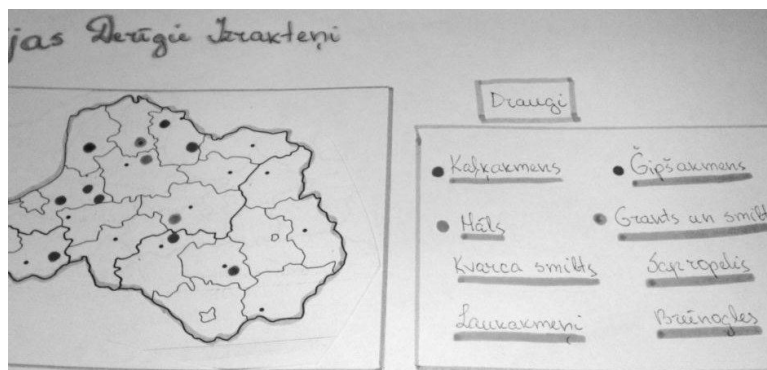 jas Derīgie Izrakteņi
Draugi
Kaļķakmens
Ģipšakmens
Māls
Grants un smilt
Kvarca smilts
Sapropelis
Laukakmeņi
Brūnogles